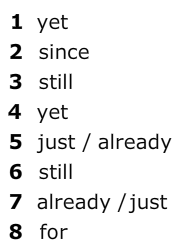 1 yet
2 since
3 still
4 yet
5 just / already
6 still
7 already / just
8 for